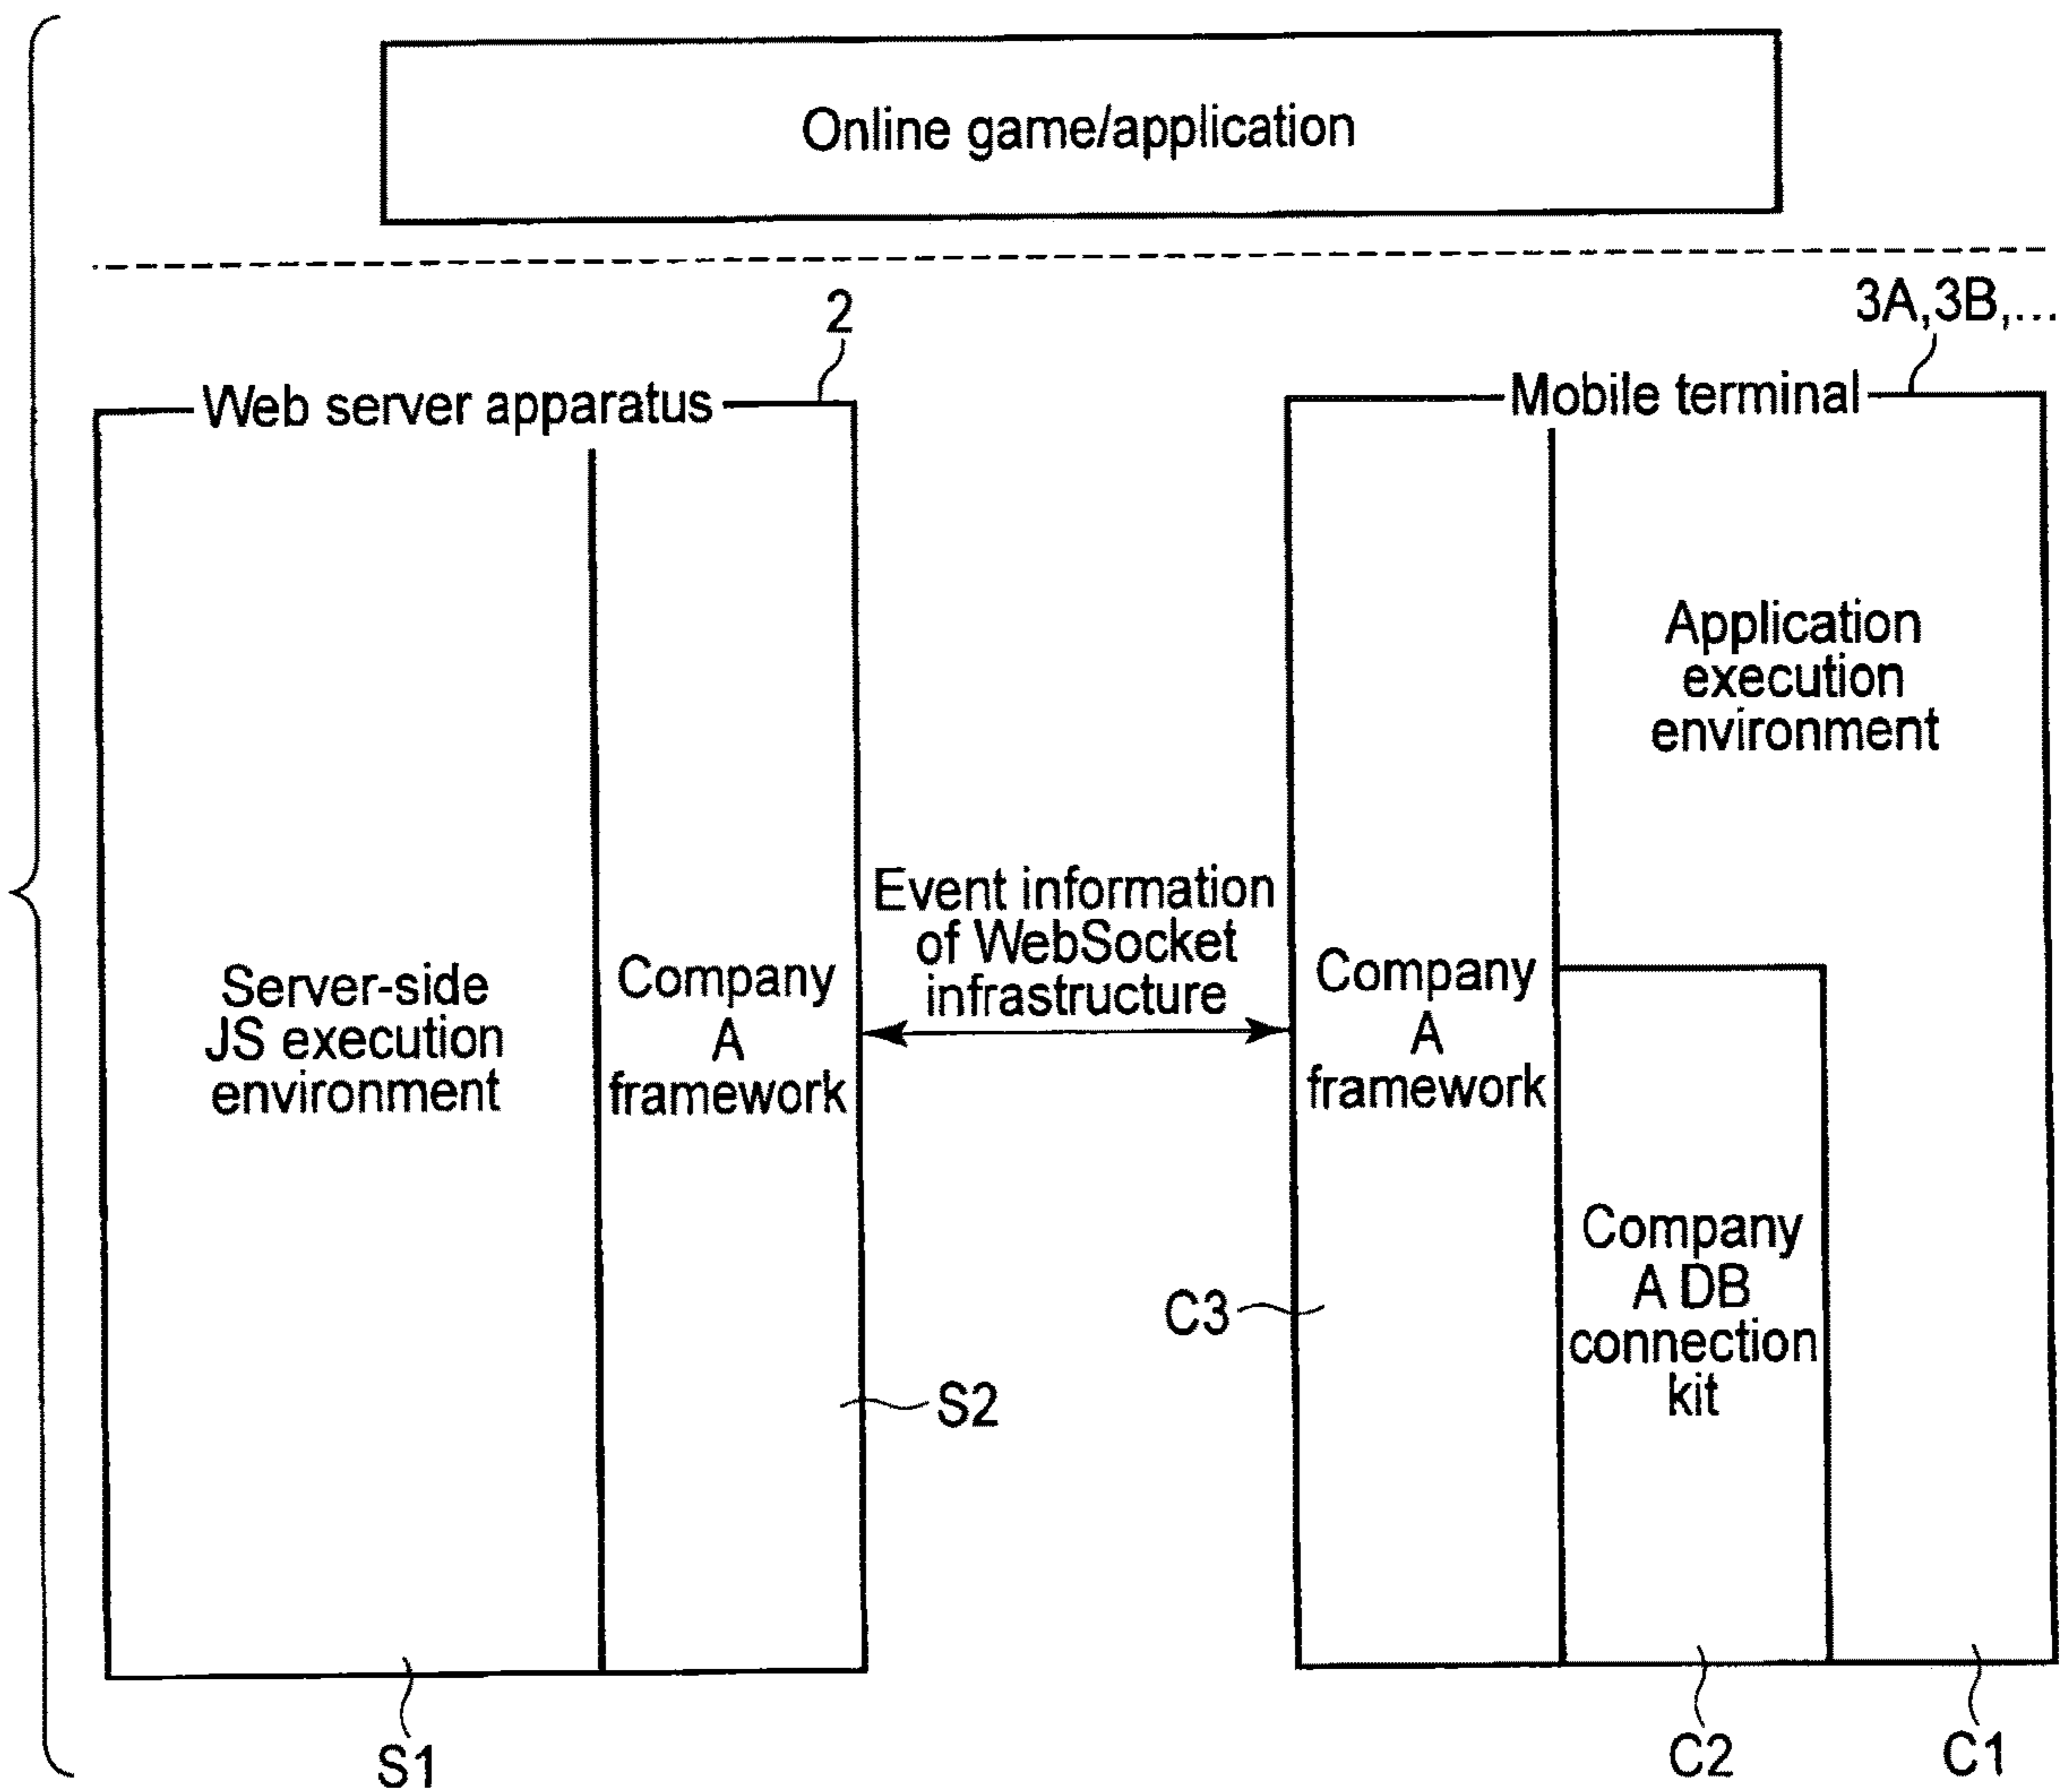 Online game/application
2
3A,3B,...
Web server apparatus
Mobile terminal
Application
execution
environment
Event information
of WebSocket
infrastructure
Server-side
JS execution
environment
Company
A
framework
Company
A
framework
Company
A DB
connection
kit
C3
S2
S1
C2
C1